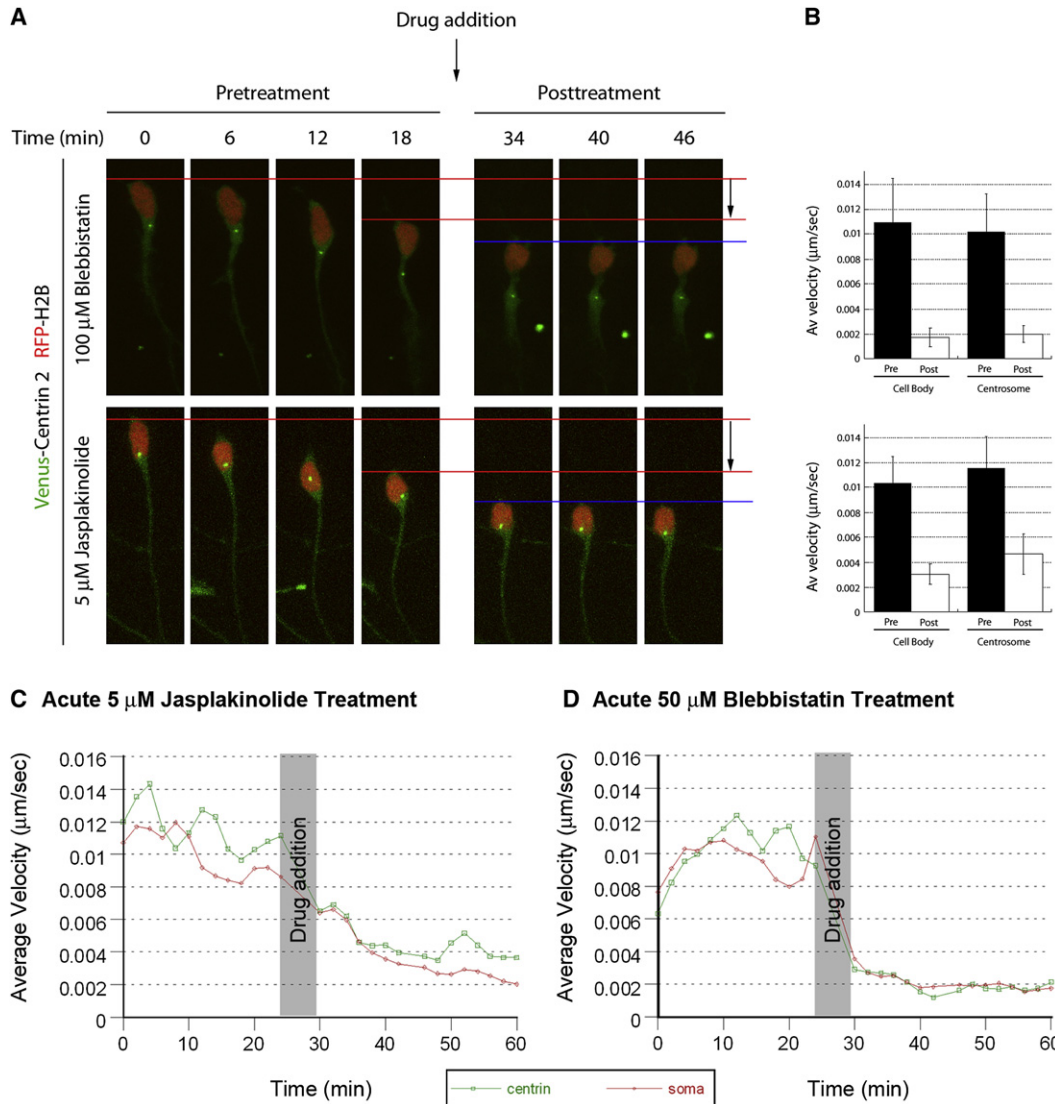 A
Drug addition
B
Pretreatment
Posttreatment
Time (min) 0 6 12 18 34 40 46
Venus-Centrin 2 RFP-H2B
100 μM Blebbistatin
5 μM Jasplakinolide
Av velocity (μm/sec)
0.014
0.012
0.01
0.008
0.006
0.004
0.002
0
Pre Post Pre Post
Cell Body Centrosome
Av velocity (μm/sec)
0.014
0.012
0.01
0.008
0.006
0.004
0.002
0
Pre Post Pre Post
Cell Body Centrosome
C Acute 5 μM Jasplakinolide Treatment
Average Velocity (μm/sec)
0.016
0.014
0.012
0.01
0.008
0.006
0.004
0.002
0
Drug addition
0 10 20 30 40 50 60
Time (min)
D Acute 50 μM Blebbistatin Treatment
Average Velocity (μm/sec)
0.016
0.014
0.012
0.01
0.008
0.006
0.004
0.002
0
Drug addition
0 10 20 30 40 50 60
Time (min)
centrin soma